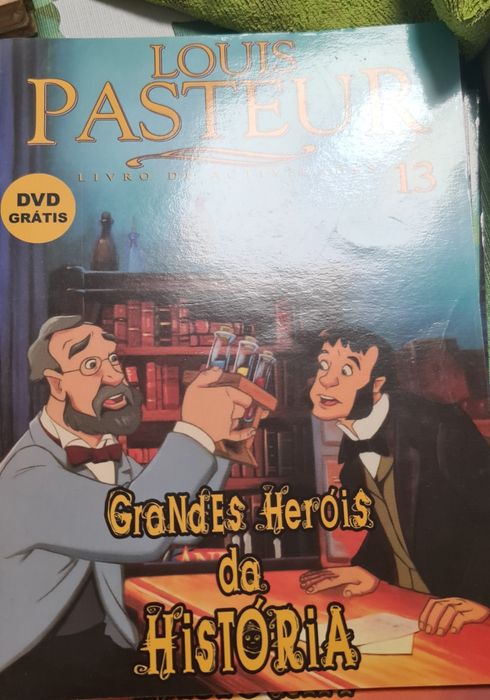 LOUIS
PASTEUR
LIVRO DE ACTIVIDADES 13
DVD
GRÁTIS
GRANDES HERÓIS
da
HISTÓRIA